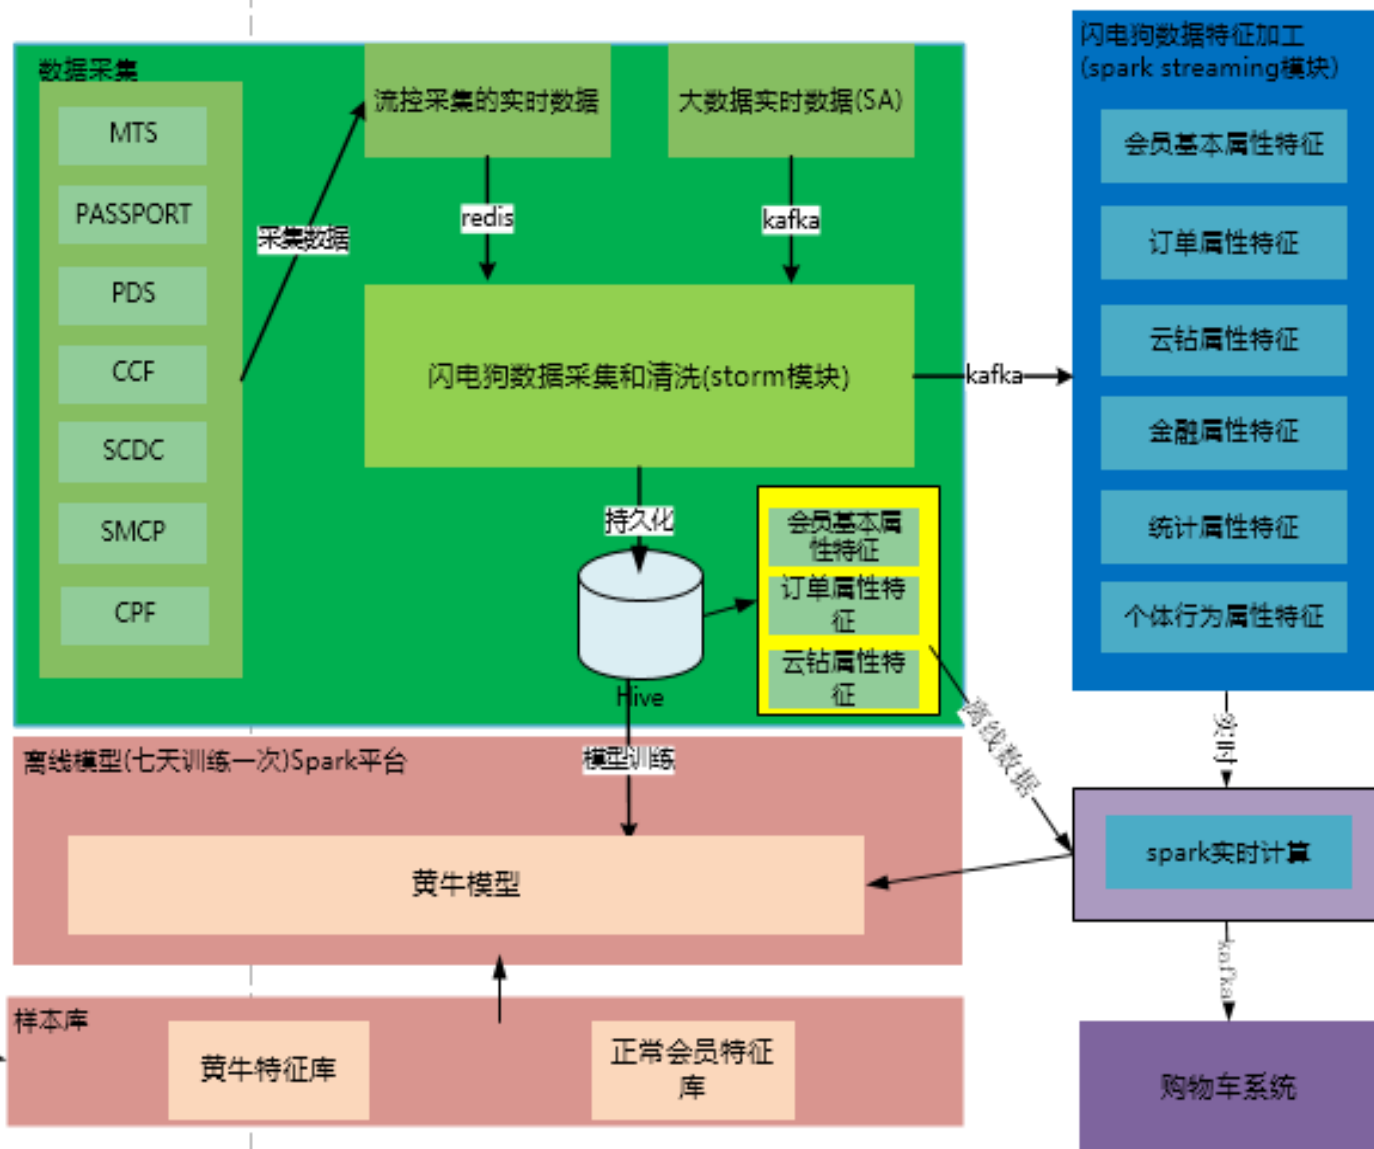 数据采集
MTS
PASSPORT
PDS
CCF
SCDC
SMCP
CPF
采集数据
流控采集的实时数据
大数据实时数据(SA)
redis
kafka
闪电狗数据采集和清洗(storm模块)
kafka
持久化
Hive
会员基本属
性特征
订单属性特
征
云钻属性特
征
离线数据
闪电狗数据特征加工
(spark streaming模块)
会员基本属性特征
订单属性特征
云钻属性特征
金融属性特征
统计属性特征
个体行为属性特征
实时
spark实时计算
kafka
购物车系统
离线模型(七天训练一次)Spark平台
模型训练
黄牛模型
样本库
黄牛特征库
正常会员特征
库